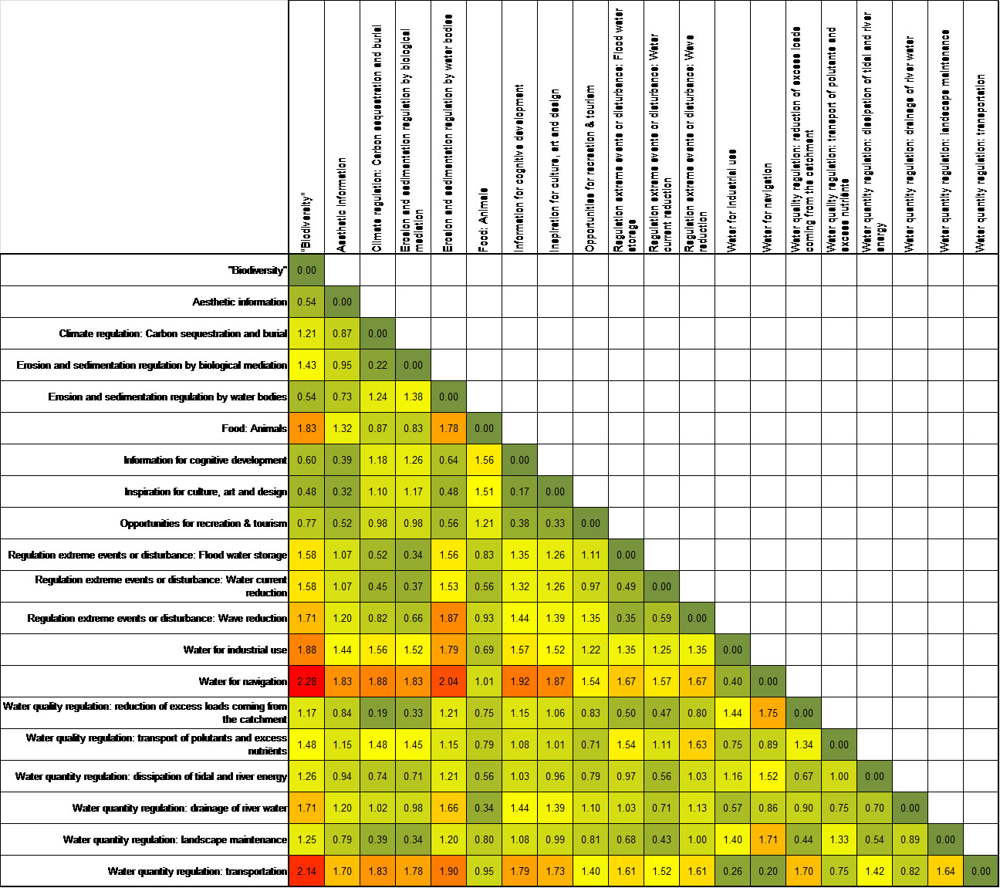 "Biodiversity"
Aesthetic information
Climate regulation: Carbon sequestration and burial
Erosion and sedimentation regulation by biological
mediation
Erosion and sedimentation regulation by water bodies
Food: Animals
Information for cognitive development
Inspiration for culture, art and design
Opportunities for recreation & tourism
Regulation extreme events or disturbance: Flood water
storage
Regulation extreme events or disturbance: Water
current reduction
Regulation extreme events or disturbance: Wave
reduction
Water for industrial use
Water for navigation
Water quality regulation: reduction of excess loads
coming from the catchment
Water quality regulation: transport of polutants and
excess nutrients
Water quantity regulation: dissipation of tidal and river
energy
Water quantity regulation: drainage of river water
Water quantity regulation: landscape maintenance
Water quantity regulation: transportation
"Biodiversity" 0.00
Aesthetic information 0.54 0.00
Climate regulation: Carbon sequestration and burial 1.21 0.87 0.00
Erosion and sedimentation regulation by biological mediation 1.43 0.95 0.22 0.00
Erosion and sedimentation regulation by water bodies 0.54 0.73 1.24 1.38 0.00
Food: Animals 1.83 1.32 0.87 0.83 1.78 0.00
Information for cognitive development 0.60 0.39 1.18 1.26 0.64 1.56 0.00
Inspiration for culture, art and design 0.48 0.32 1.10 1.17 0.48 1.51 0.17 0.00
Opportunities for recreation & tourism 0.77 0.52 0.98 0.98 0.56 1.21 0.38 0.33 0.00
Regulation extreme events or disturbance: Flood water storage 1.58 1.07 0.52 0.34 1.56 0.83 1.35 1.26 1.11 0.00
Regulation extreme events or disturbance: Water current
reduction 1.58 1.07 0.45 0.37 1.53 0.56 1.32 1.26 0.97 0.49 0.00
Regulation extreme events or disturbance: Wave reduction 1.71 1.20 0.82 0.66 1.87 0.93 1.44 1.39 1.35 0.35 0.59 0.00
Water for industrial use 1.88 1.44 1.56 1.52 1.79 0.69 1.57 1.52 1.22 1.35 1.25 1.35 0.00
Water for navigation 2.28 1.83 1.88 1.83 2.04 1.01 1.92 1.87 1.54 1.67 1.57 1.67 0.40 0.00
Water quality regulation: reduction of excess loads coming from
the catchment 1.17 0.84 0.19 0.33 1.21 0.75 1.15 1.06 0.83 0.50 0.47 0.80 1.44 1.75 0.00
Water quality regulation: transport of polutants and excess
nutrients 1.48 1.15 1.48 1.45 1.15 0.79 1.08 1.01 0.71 1.54 1.11 1.63 0.75 0.89 1.34 0.00
Water quantity regulation: dissipation of tidal and river energy 1.26 0.94 0.74 0.71 1.21 0.56 1.03 0.96 0.79 0.97 0.56 1.03 1.16 1.52 0.67 1.00 0.00
Water quantity regulation: drainage of river water 1.71 1.20 1.02 0.98 1.66 0.34 1.44 1.39 1.10 1.03 0.71 1.13 0.57 0.86 0.90 0.75 0.70 0.00
Water quantity regulation: landscape maintenance 1.25 0.79 0.39 0.34 1.20 0.80 1.08 0.99 0.81 0.68 0.43 1.00 1.40 1.71 0.44 1.33 0.54 0.89 0.00
Water quantity regulation: transportation 2.14 1.70 1.83 1.78 1.90 0.95 1.79 1.73 1.40 1.61 1.52 1.61 0.26 0.20 1.70 0.75 1.42 0.82 1.64 0.00